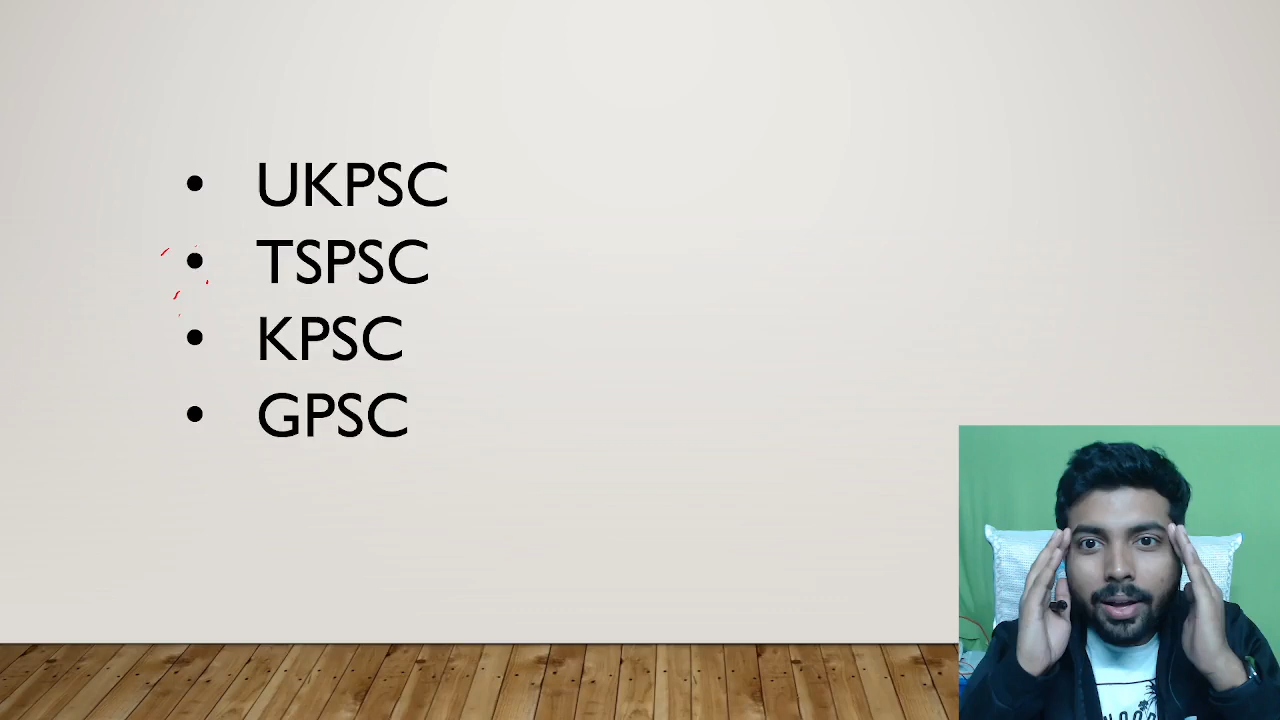 • UKPSC
• TSPSC
• KPSC
• GPSC